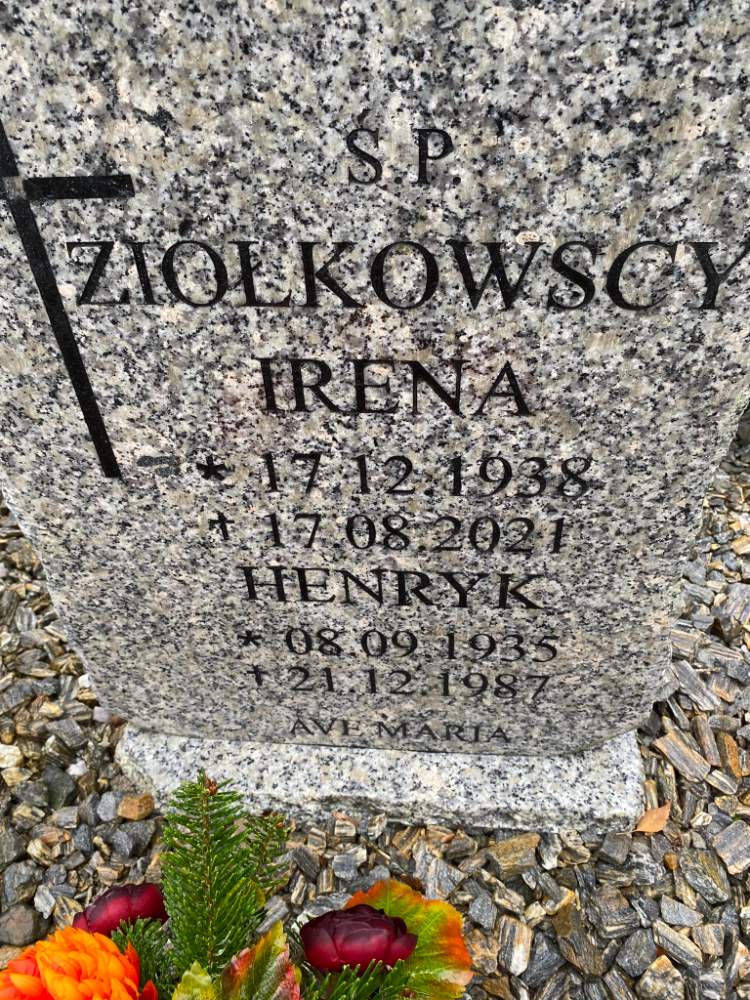 S.P.
ZIÓŁKOWSCY
IRENA
* 17.12.1938
† 17.08.2021
HENRYK
* 08.09.1935
† 21.12.1987
AVE MARIA